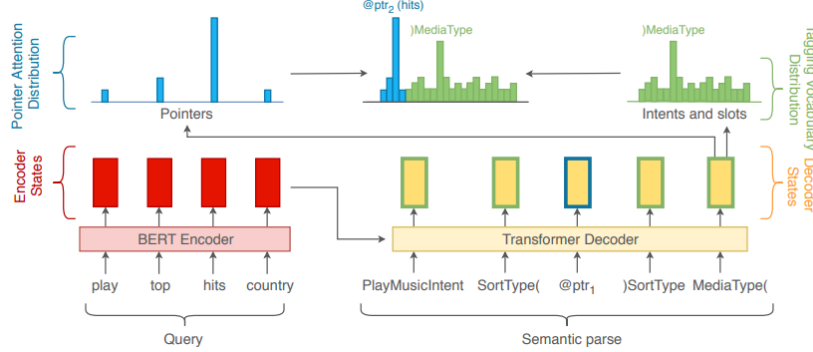 @ptr2 (hits)
)MediaType
)MediaType
Pointer Attention
Distribution
Tagging Vocabulary
Distribution
Pointers
Intents and slots
Encoder
States
Decoder
States
BERT Encoder
Transformer Decoder
play top hits country
PlayMusicIntent SortType( @ptr1 )SortType MediaType(
Query
Semantic parse